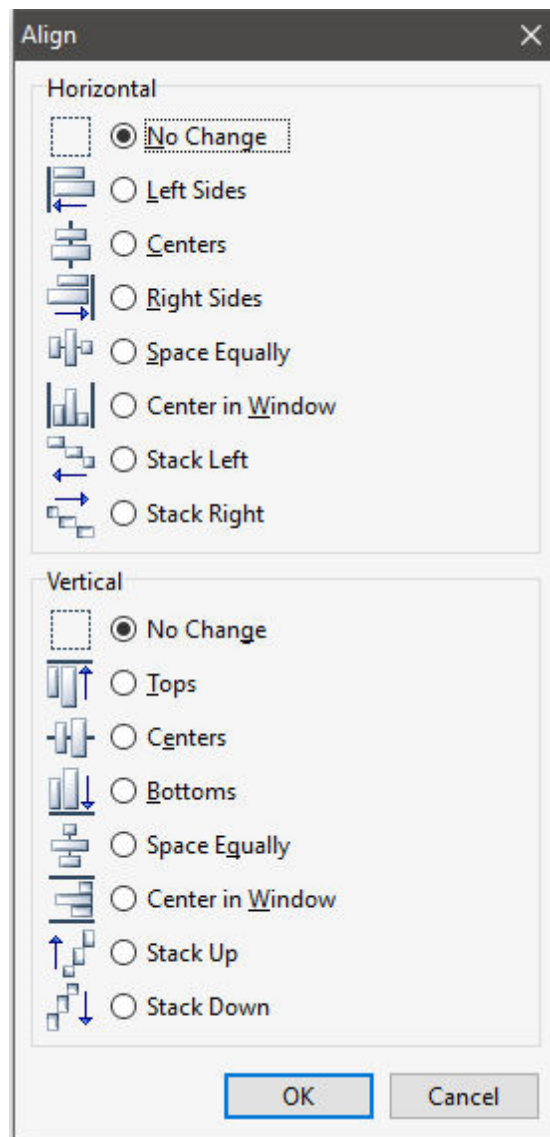 Align
Horizontal
No Change
Left Sides
Centers
Right Sides
Space Equally
Center in Window
Stack Left
Stack Right
Vertical
No Change
Tops
Centers
Bottoms
Space Equally
Center in Window
Stack Up
Stack Down
OK Cancel